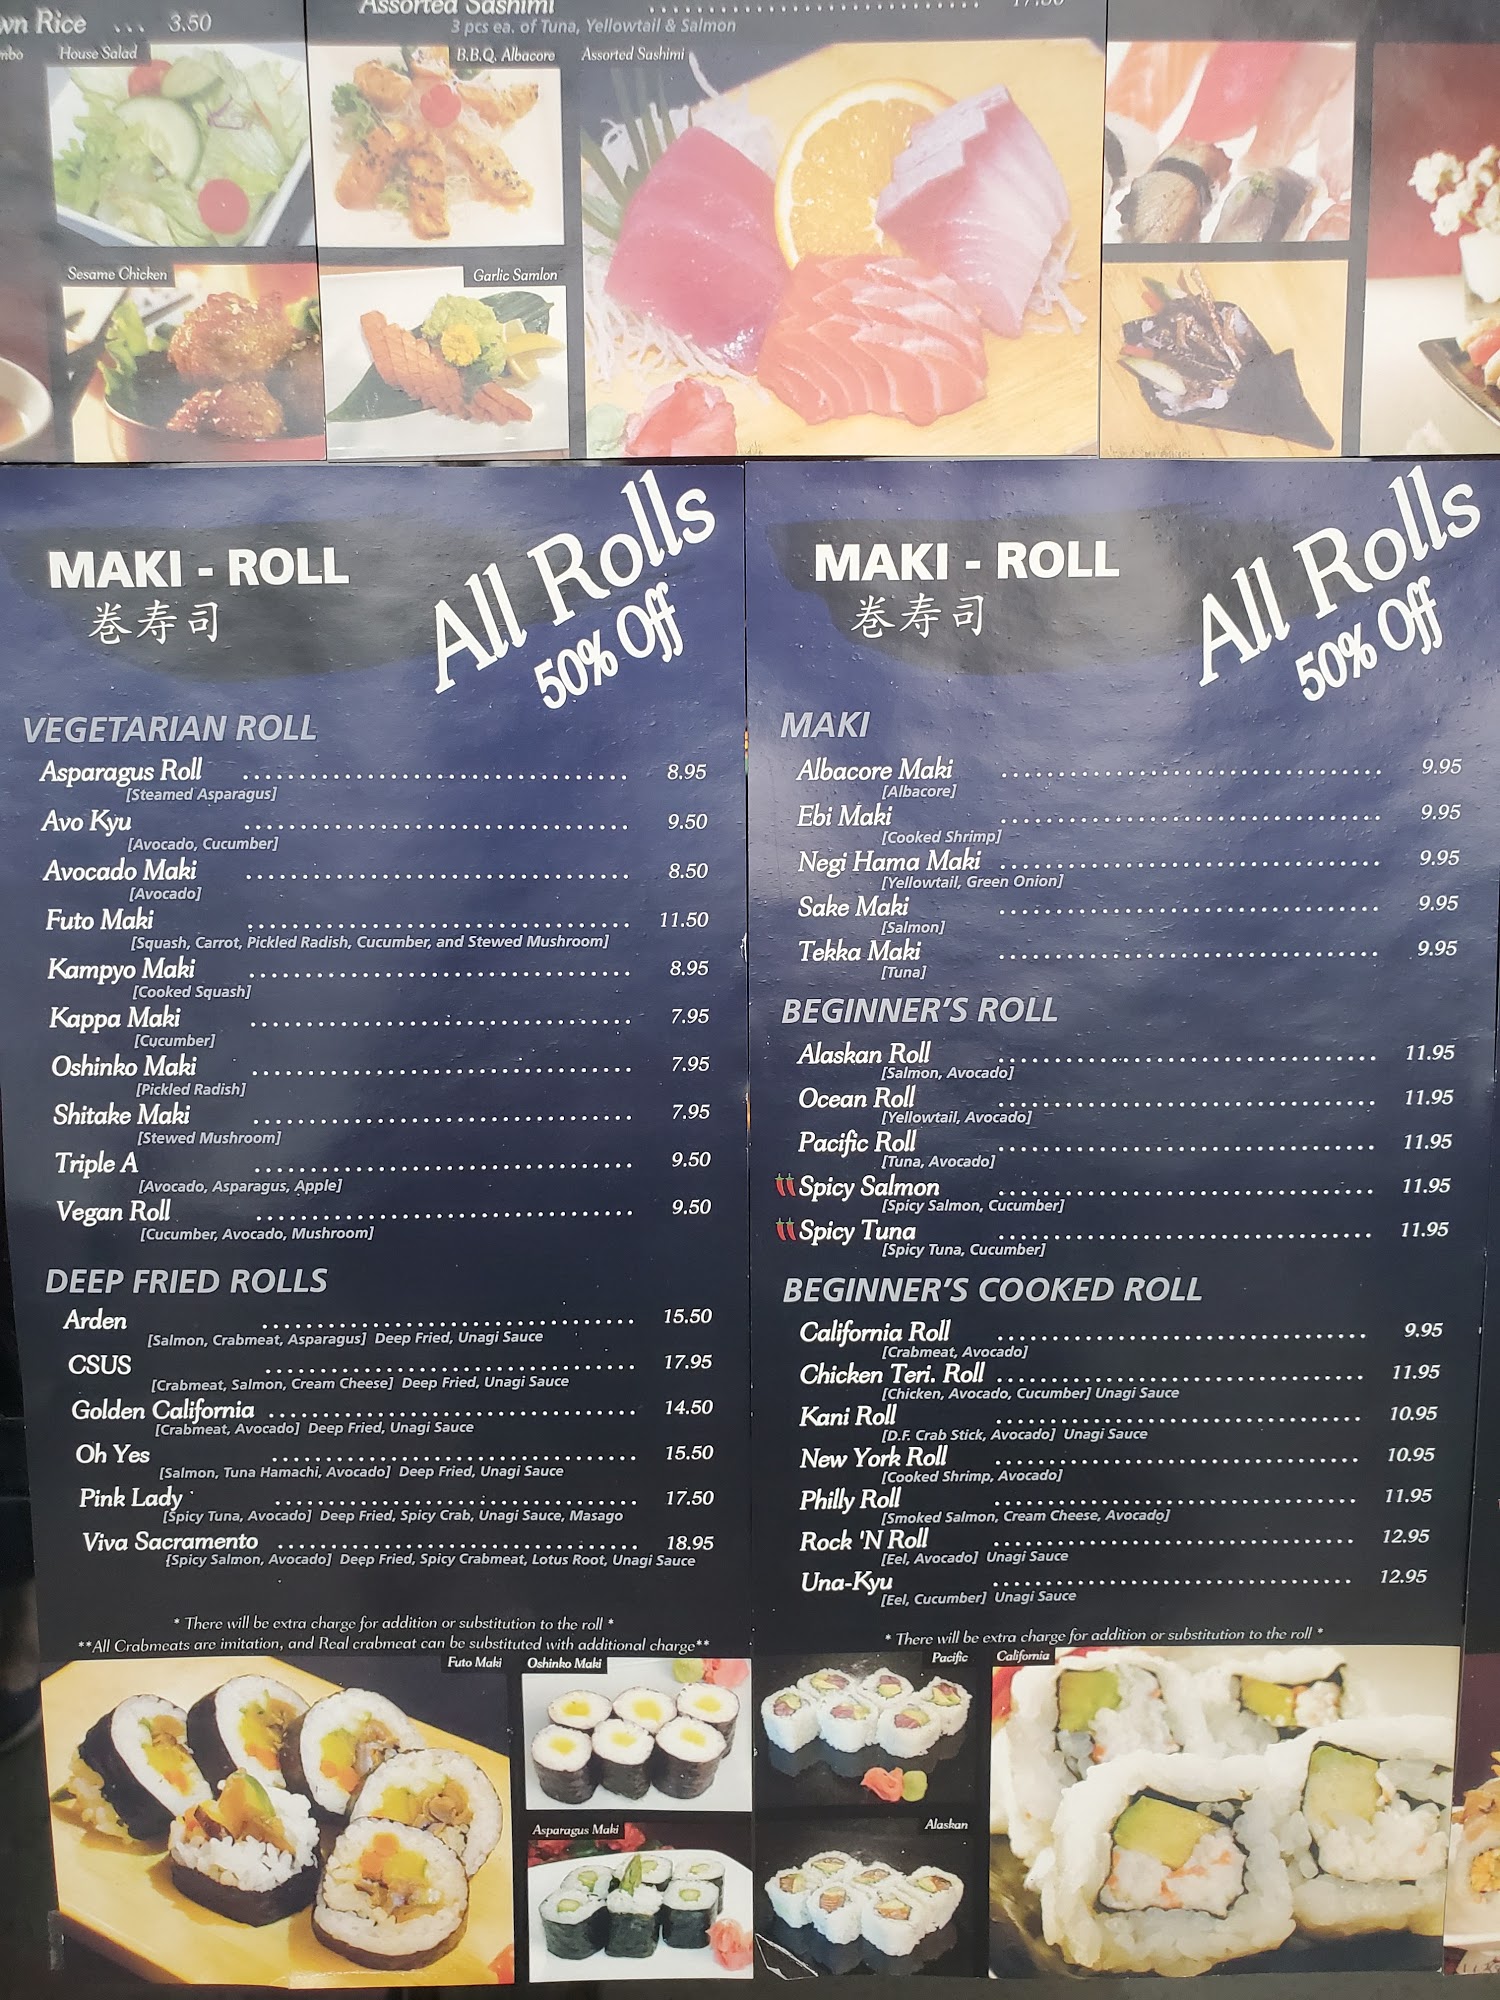 wn Rice ... 3.50
Assorted Sashimi
3 pcs ea. of Tuna, Yellowtail & Salmon
House Salad
B.B.Q. Albacore
Assorted Sashimi
Sesame Chicken
Garlic Samlon
MAKI - ROLL
巻寿司
All Rolls
50% Off
VEGETARIAN ROLL
Asparagus Roll 8.95
[Steamed Asparagus]
Avo Kyu 9.50
[Avocado, Cucumber]
Avocado Maki 8.50
[Avocado]
Futo Maki 11.50
[Squash, Carrot, Pickled Radish, Cucumber, and Stewed Mushroom]
Kampyo Maki 8.95
[Cooked Squash]
Kappa Maki 7.95
[Cucumber]
Oshinko Maki 7.95
[Pickled Radish]
Shitake Maki 7.95
[Stewed Mushroom]
Triple A 9.50
[Avocado, Asparagus, Apple]
Vegan Roll 9.50
[Cucumber, Avocado, Mushroom]
DEEP FRIED ROLLS
Arden 15.50
[Salmon, Crabmeat, Asparagus] Deep Fried, Unagi Sauce
CSUS 17.95
[Crabmeat, Salmon, Cream Cheese] Deep Fried, Unagi Sauce
Golden California 14.50
[Crabmeat, Avocado] Deep Fried, Unagi Sauce
Oh Yes 15.50
[Salmon, Tuna Hamachi, Avocado] Deep Fried, Unagi Sauce
Pink Lady 17.50
[Spicy Tuna, Avocado] Deep Fried, Spicy Crab, Unagi Sauce, Masago
Viva Sacramento 18.95
[Spicy Salmon, Avocado] Deep Fried, Spicy Crabmeat, Lotus Root, Unagi Sauce
* There will be extra charge for addition or substitution to the roll *
**All Crabmeats are imitation, and Real crabmeat can be substituted with additional charge**
Futo Maki
Oshinko Maki
Asparagus Maki
MAKI - ROLL
巻寿司
All Rolls
50% Off
MAKI
Albacore Maki 9.95
[Albacore]
Ebi Maki 9.95
[Cooked Shrimp]
Negi Hama Maki 9.95
[Yellowtail, Green Onion]
Sake Maki 9.95
[Salmon]
Tekka Maki 9.95
[Tuna]
BEGINNER'S ROLL
Alaskan Roll 11.95
[Salmon, Avocado]
Ocean Roll 11.95
[Yellowtail, Avocado]
Pacific Roll 11.95
[Tuna, Avocado]
Spicy Salmon 11.95
[Spicy Salmon, Cucumber]
Spicy Tuna 11.95
[Spicy Tuna, Cucumber]
BEGINNER'S COOKED ROLL
California Roll 9.95
[Crabmeat, Avocado]
Chicken Teri. Roll 11.95
[Chicken, Avocado, Cucumber] Unagi Sauce
Kani Roll 10.95
[D.F. Crab Stick, Avocado] Unagi Sauce
New York Roll 10.95
[Cooked Shrimp, Avocado]
Philly Roll 11.95
[Smoked Salmon, Cream Cheese, Avocado]
Rock 'N Roll 12.95
[Eel, Avocado] Unagi Sauce
Una-Kyu 12.95
[Eel, Cucumber] Unagi Sauce
* There will be extra charge for addition or substitution to the roll *
Pacific
California
Alaskan